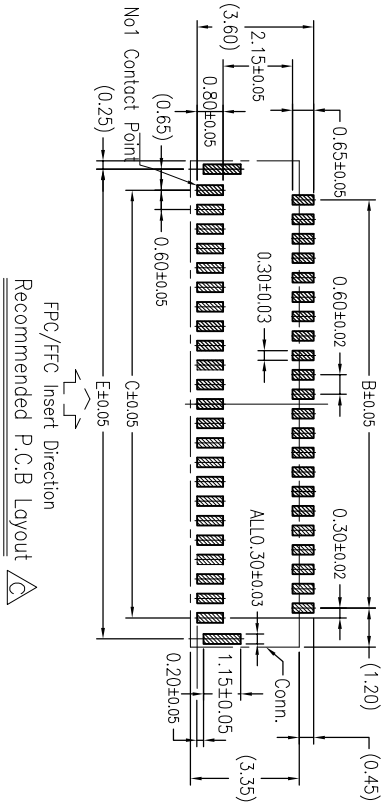 B±0.05
(1.20)
0.60±0.02
0.30±0.02
0.65±0.05
0.30±0.03
(0.45)
2.15±0.05
(3.60)
0.80±0.05
ALL0.30±0.03
Conn.
(3.35)
No1 Contact Point
(0.65)
0.60±0.05
1.15±0.05
(0.25)
0.20±0.05
C±0.05
E±0.05
FPC/FFC Insert Direction
Recommended P.C.B Layout
C